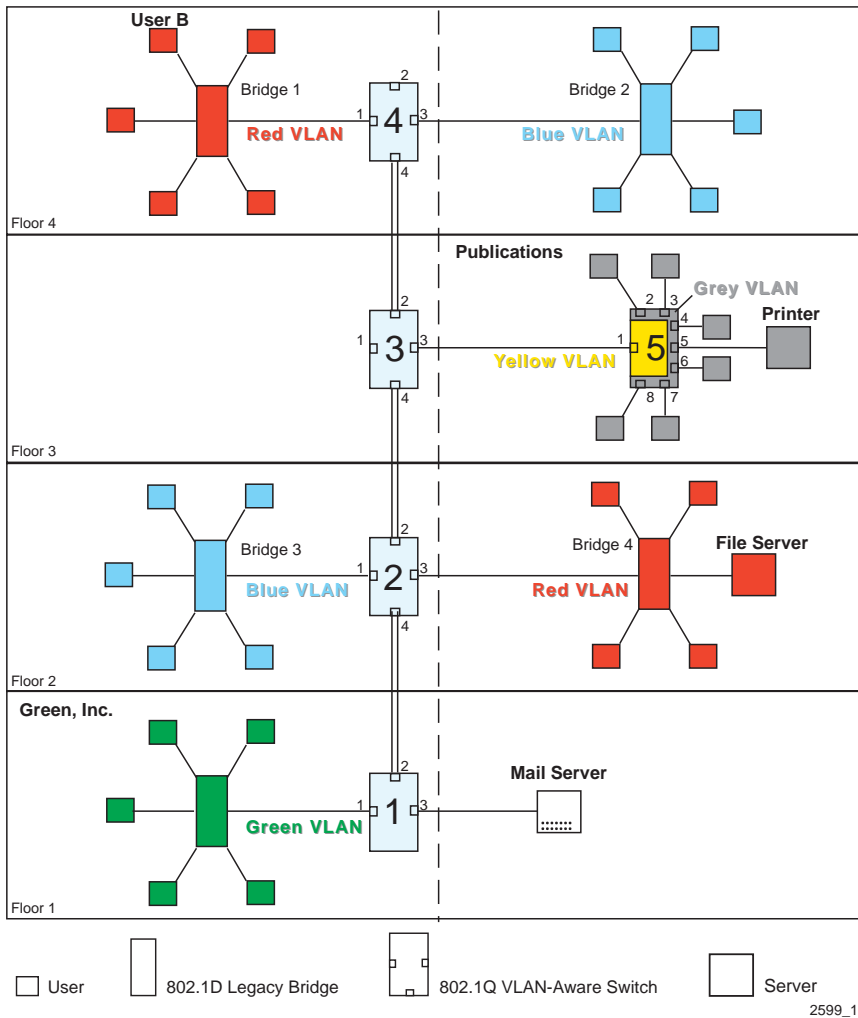 User B
Bridge 1
Red VLAN
1
2
3
4
4
Bridge 2
Blue VLAN
Floor 4
Publications
Grey VLAN
Printer
1
2
3
4
3
Yellow VLAN
1
2
3
4
5
6
7
8
5
Floor 3
Bridge 3
Blue VLAN
1
2
3
4
2
Bridge 4
Red VLAN
File Server
Floor 2
Green, Inc.
Green VLAN
1
2
3
1
Mail Server
Floor 1
User
802.1D Legacy Bridge
802.1Q VLAN-Aware Switch
Server
2599_1